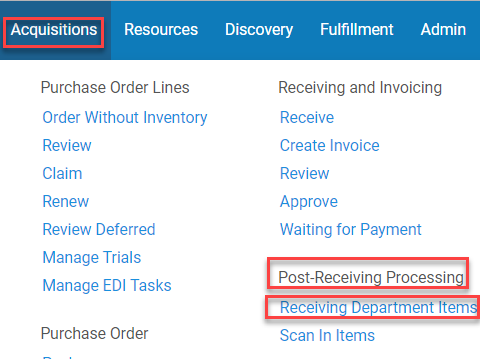 Acquisitions Resources Discovery Fulfillment Admin
Purchase Order Lines
Order Without Inventory
Review
Claim
Renew
Review Deferred
Manage Trials
Manage EDI Tasks
Purchase Order
Receiving and Invoicing
Receive
Create Invoice
Review
Approve
Waiting for Payment
Post-Receiving Processing
Receiving Department Items
Scan In Items